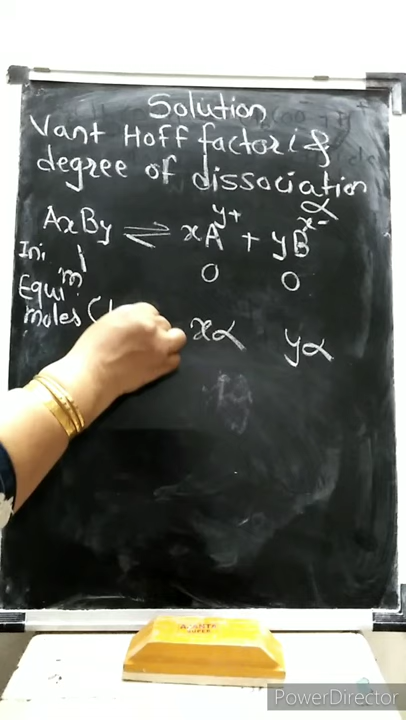 Solution
Vant Hoff factor i &
degree of dissociation
α
AxBy ⇌ xA^y+ + yB^x-
Ini 1 0 0
Equi m
moles ( xα yα
PowerDirector